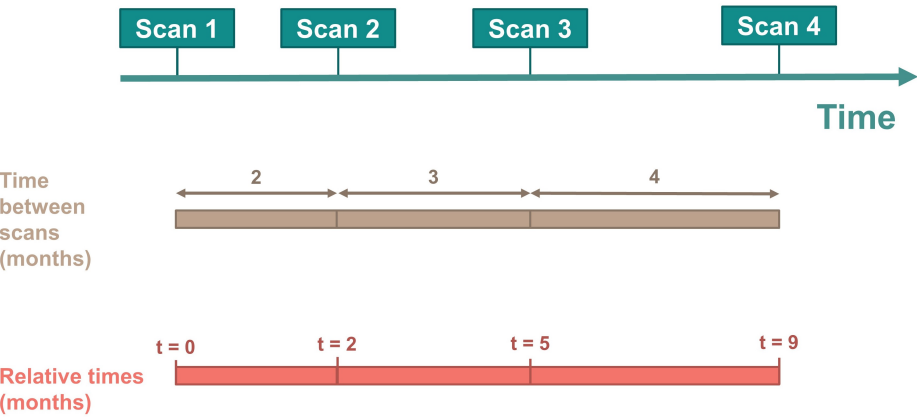 Scan 1 Scan 2 Scan 3 Scan 4
Time
Time
between
scans
(months)
2 3 4
t = 0 t = 2 t = 5 t = 9
Relative times
(months)